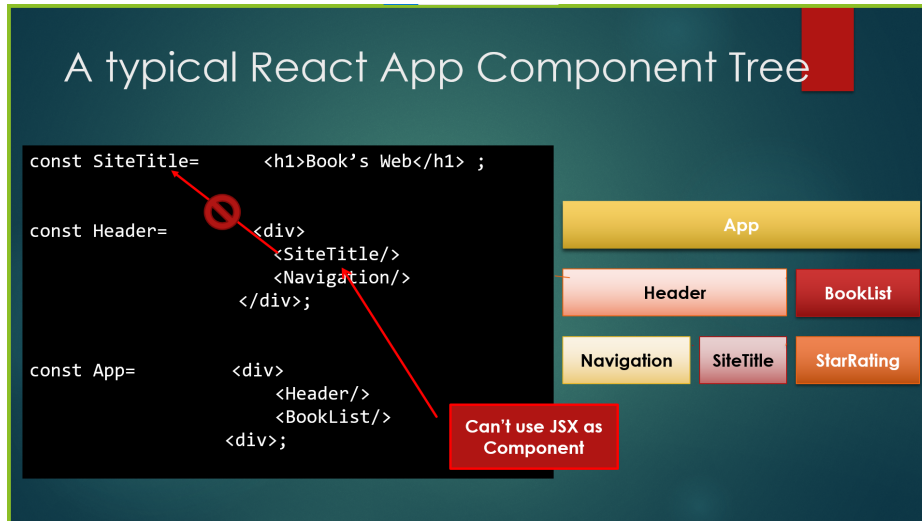 A typical React App Component Tree
const SiteTitle= <h1>Book’s Web</h1> ;
const Header= <div>
<SiteTitle/>
<Navigation/>
</div>;
const App= <div>
<Header/>
<BookList/>
<div>;
Can’t use JSX as
Component
App
Header
BookList
Navigation
SiteTitle
StarRating